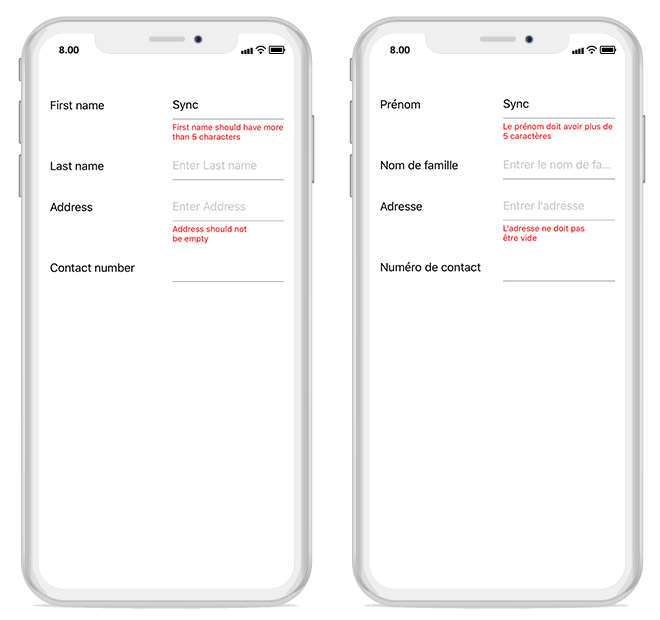 8.00
First name
Sync
First name should have more
than 5 characters
Last name
Enter Last name
Address
Enter Address
Address should not
be empty
Contact number
8.00
Prénom
Sync
Le prénom doit avoir plus de
5 caractères
Nom de famille
Entrer le nom de fa...
Adresse
Entrer l'adresse
L'adresse ne doit pas
être vide
Numéro de contact